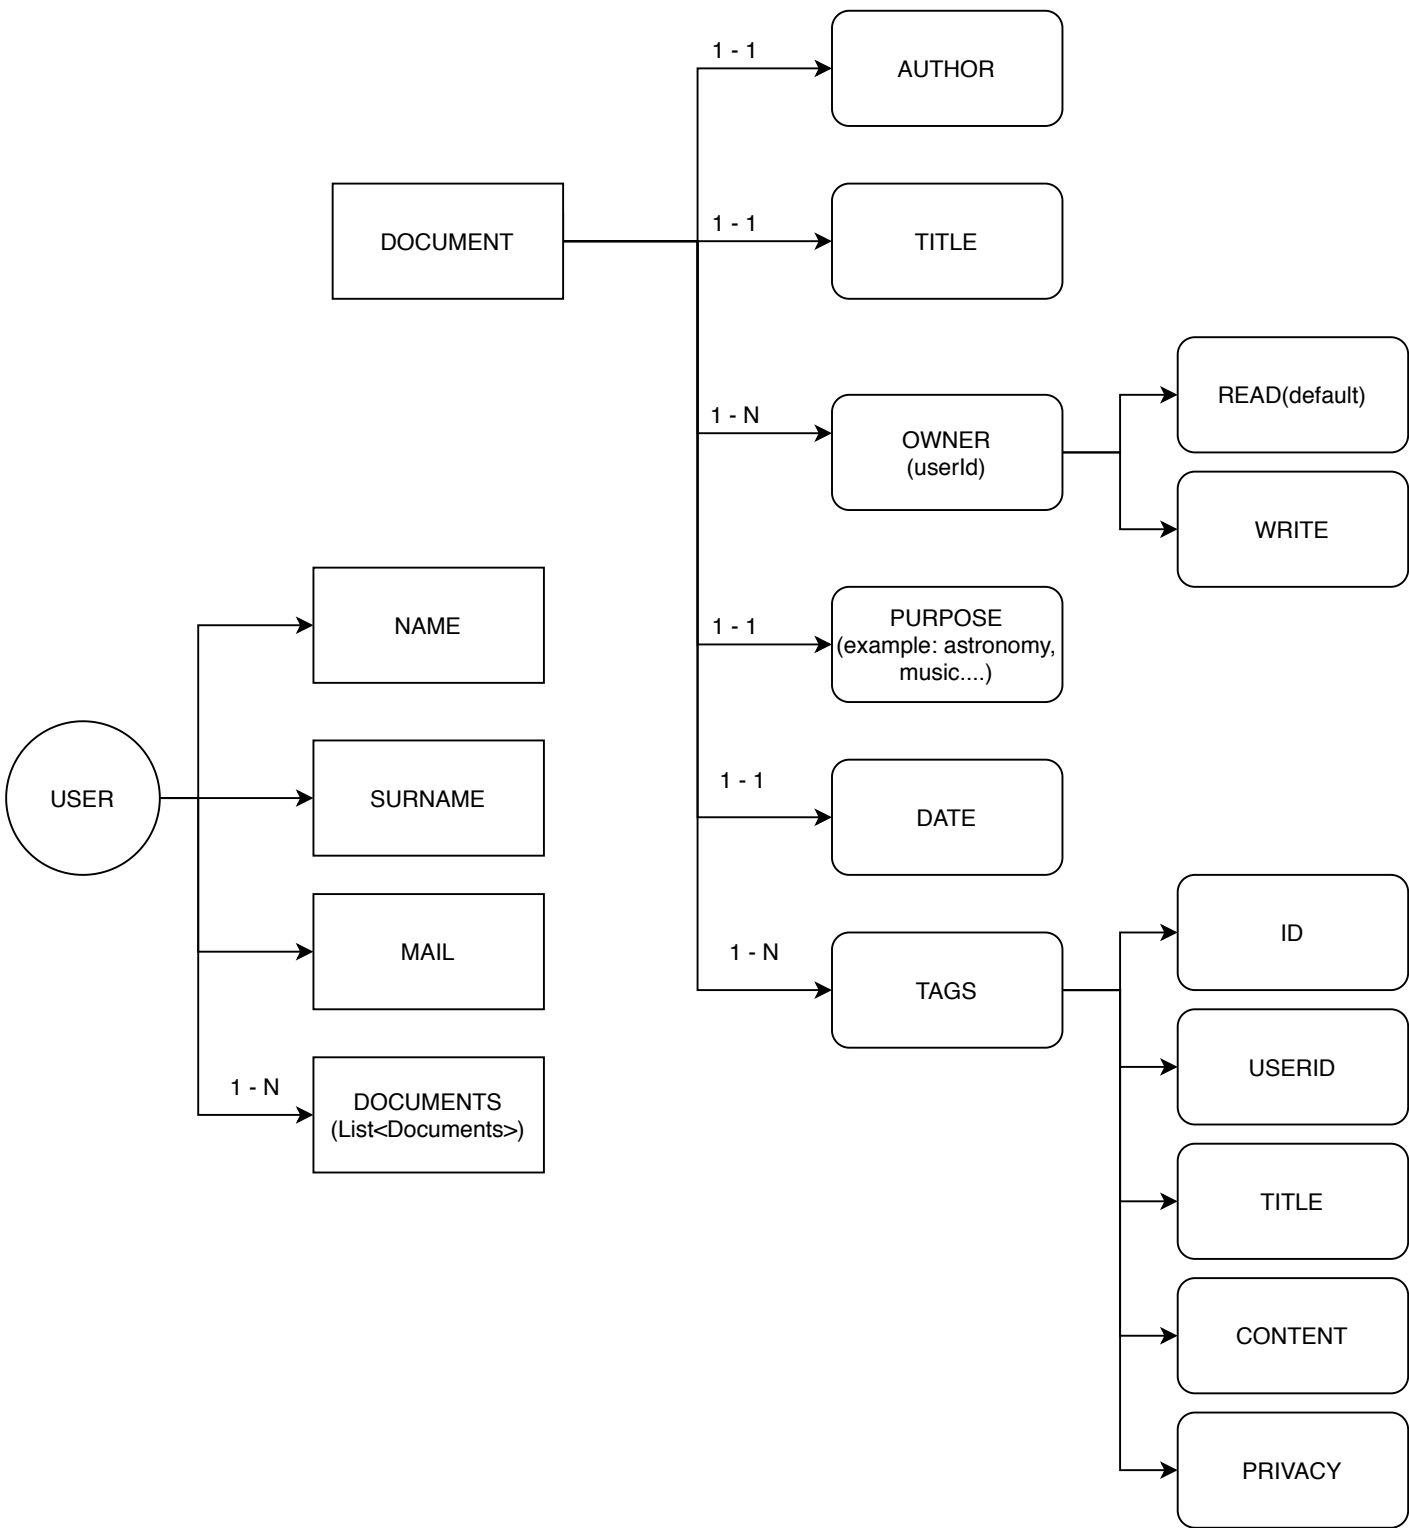 1 - 1
AUTHOR
DOCUMENT
1 - 1
TITLE
1 - N
OWNER
(userId)
READ(default)
WRITE
1 - 1
PURPOSE
(example: astronomy,
music....)
1 - 1
DATE
1 - N
TAGS
ID
USERID
TITLE
CONTENT
PRIVACY
USER
NAME
SURNAME
MAIL
1 - N
DOCUMENTS
(List<Documents>)